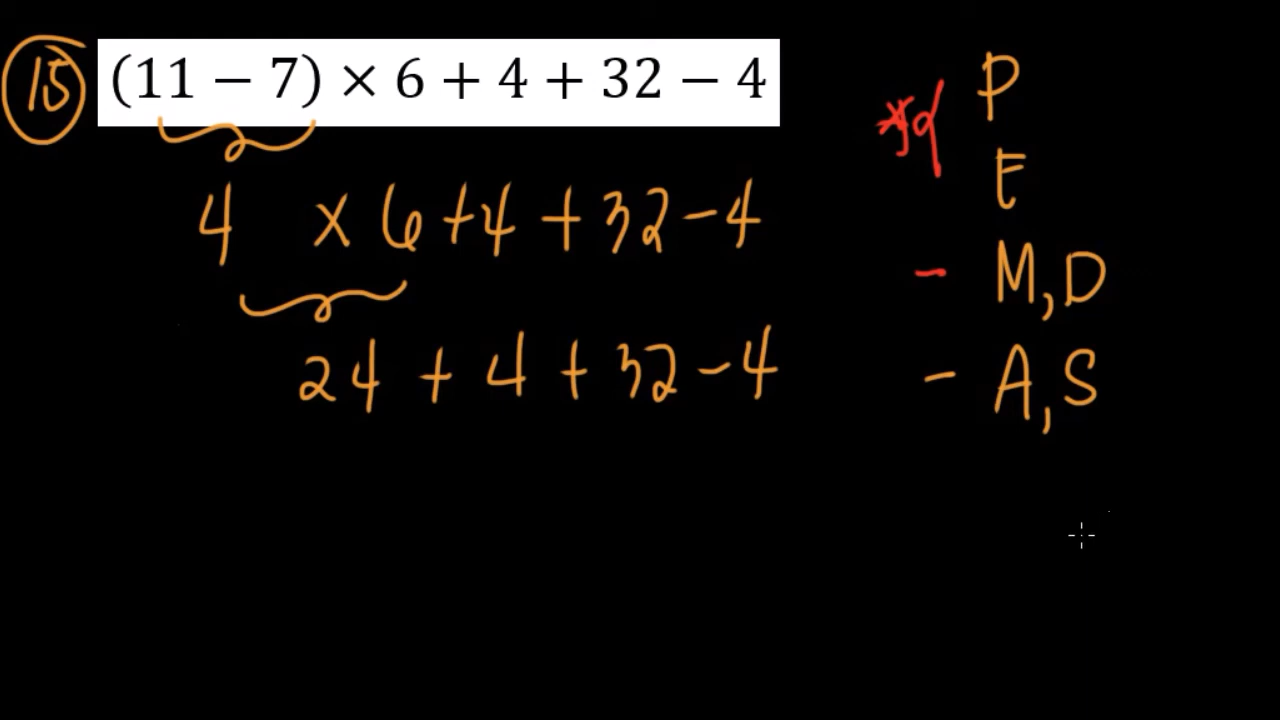 15 (11 − 7) × 6 + 4 + 32 − 4
4 × 6 + 4 + 32 − 4
24 + 4 + 32 − 4
P
E
− M, D
− A, S